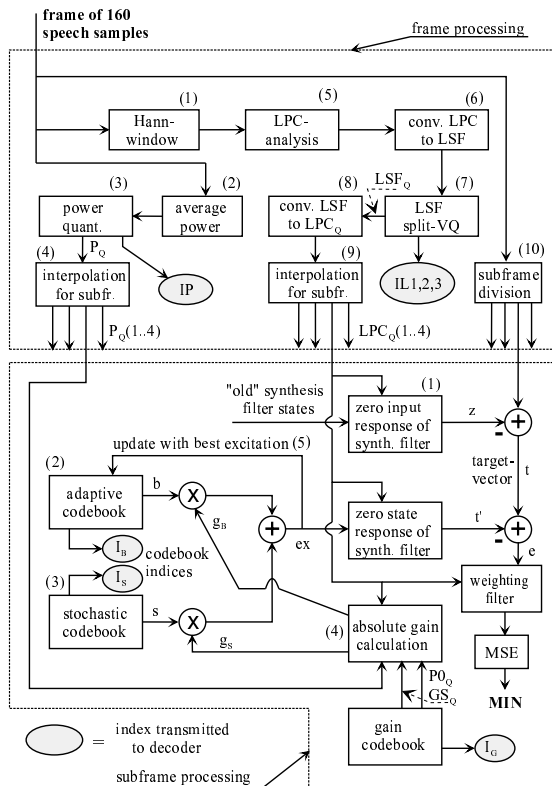 frame of 160
speech samples
frame processing
(1)
(5)
(6)
Hann-
window
LPC-
analysis
conv. LPC
to LSF
(3)
(2)
(8)
LSF_Q
(7)
power
quant.
average
power
conv. LSF
to LPC_Q
LSF
split-VQ
(4)
P_Q
(9)
(10)
interpolation
for subfr.
IP
interpolation
for subfr.
IL1,2,3
subframe
division
P_Q(1..4)
LPC_Q(1..4)
"old" synthesis
filter states
(1)
zero input
response of
synth, filter
z
+
-
update with best excitation (5)
target-
vector
t
(2)
adaptive
codebook
b
X
g_B
+
ex
zero state
response of
synth. filter
t'
+
-
e
I_B
codebook
indices
I_S
(3)
stochastic
codebook
s
X
g_S
(4)
absolute gain
calculation
weighting
filter
MSE
MIN
P0_Q
GS_Q
gain
codebook
I_G
= index transmitted
to decoder
subframe processing